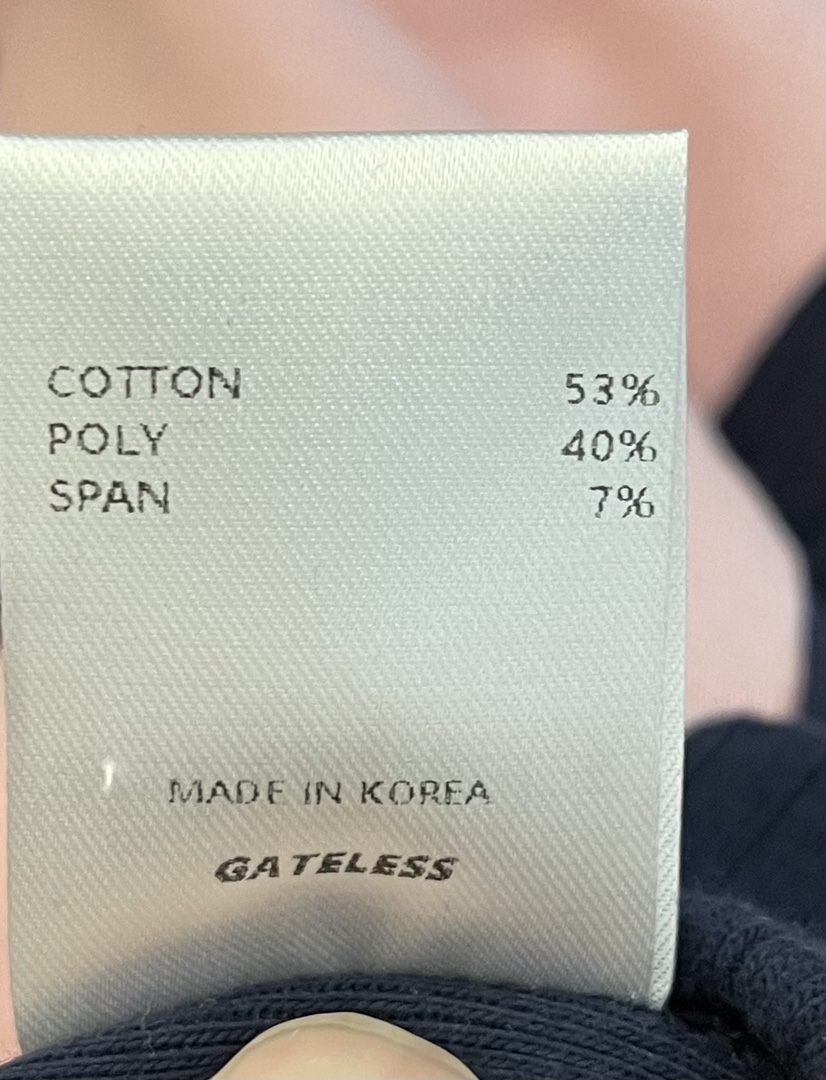 COTTON 53%
POLY 40%
SPAN 7%
MADE IN KOREA
GATELESS